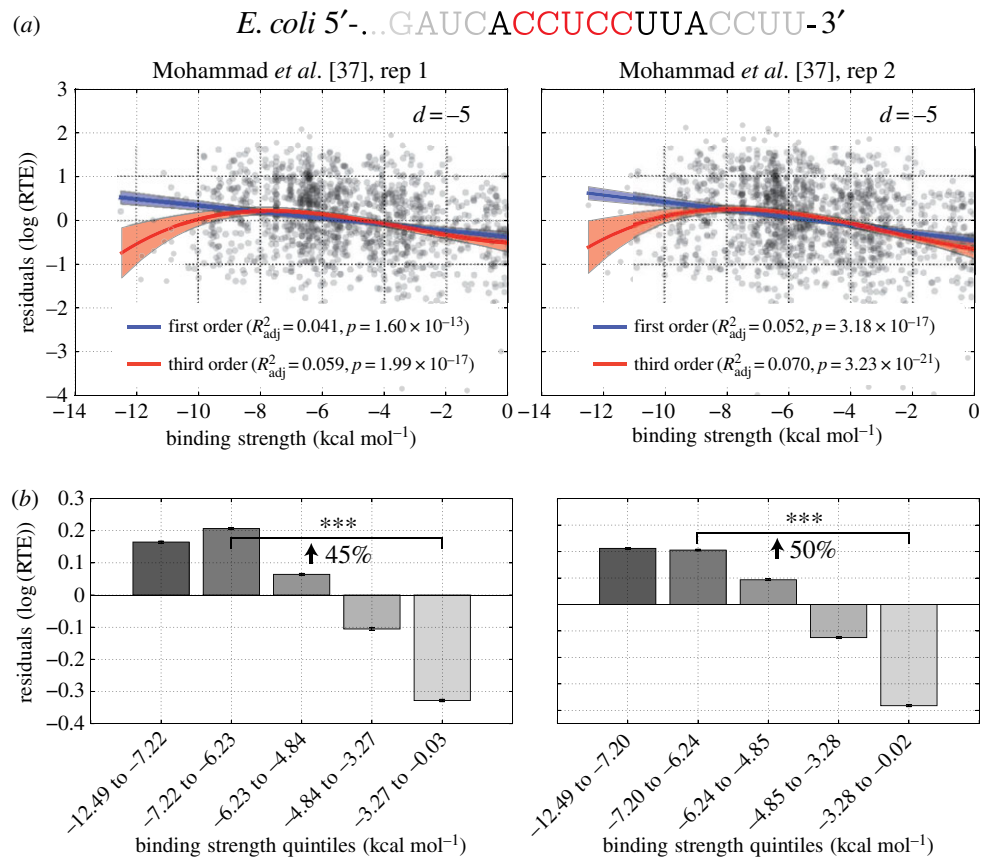 (a) E. coli 5′-...GAUCACCUCCUUACCUU-3′
Mohammad et al. [37], rep 1
Mohammad et al. [37], rep 2
residuals (log (RTE))
3
2
1
0
−1
−2
−3
−4
d = −5
first order (R²adj = 0.041, p = 1.60 × 10⁻¹³)
third order (R²adj = 0.059, p = 1.99 × 10⁻¹⁷)
−14 −12 −10 −8 −6 −4 −2 0
binding strength (kcal mol⁻¹)
d = −5
first order (R²adj = 0.052, p = 3.18 × 10⁻¹⁷)
third order (R²adj = 0.070, p = 3.23 × 10⁻²¹)
−14 −12 −10 −8 −6 −4 −2 0
binding strength (kcal mol⁻¹)
(b)
residuals (log (RTE))
0.3
0.2
0.1
0
−0.1
−0.2
−0.3
−0.4
***
45%
−12.49 to −7.22
−7.22 to −6.23
−6.23 to −4.84
−4.84 to −3.27
−3.27 to −0.03
binding strength quintiles (kcal mol⁻¹)
***
50%
−12.49 to −7.20
−7.20 to −6.24
−6.24 to −4.85
−4.85 to −3.28
−3.28 to −0.02
binding strength quintiles (kcal mol⁻¹)